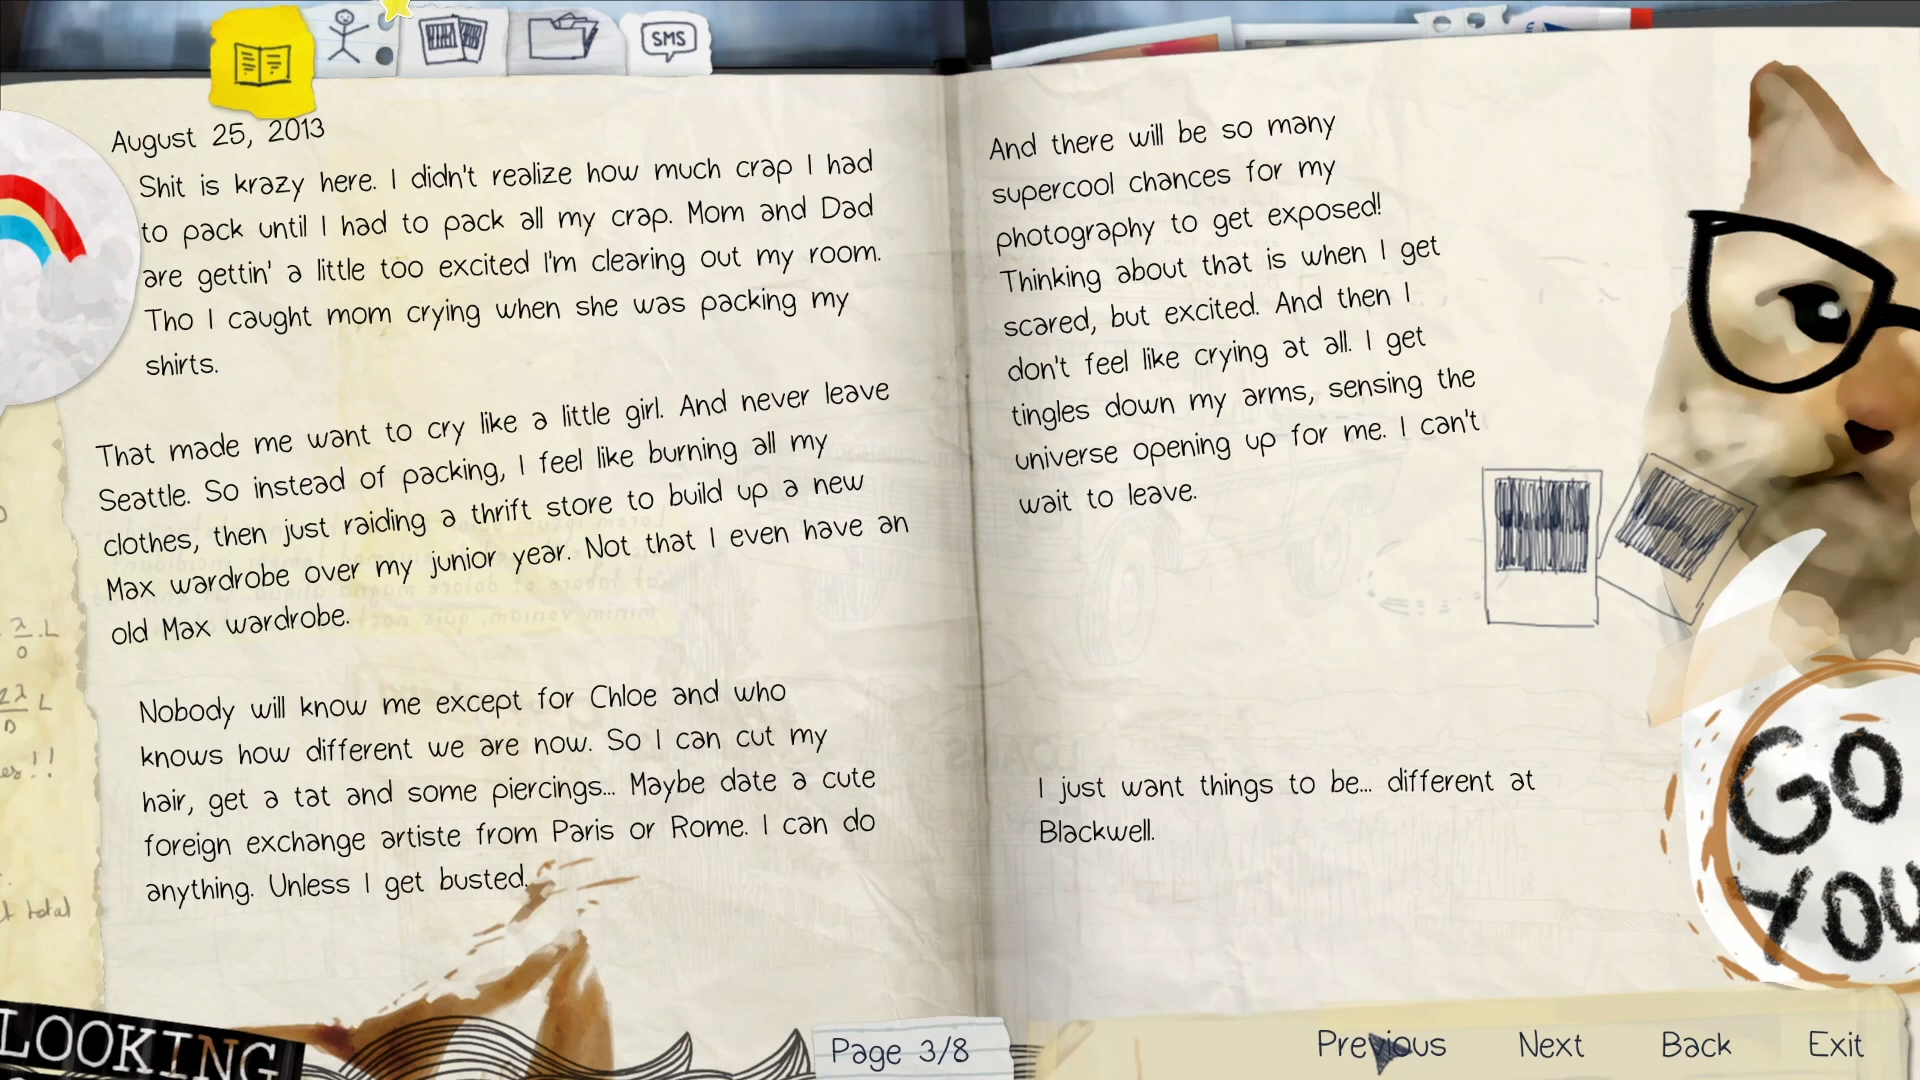 SMS
August 25, 2013
Shit is krazy here. I didn't realize how much crap I had
to pack until I had to pack all my crap. Mom and Dad
are gettin' a little too excited I'm clearing out my room.
Tho I caught mom crying when she was packing my
shirts.
That made me want to cry like a little girl. And never leave
Seattle. So instead of packing, I feel like burning all my
clothes, then just raiding a thrift store to build up a new
Max wardrobe over my junior year. Not that I even have an
old Max wardrobe.
Nobody will know me except for Chloe and who
knows how different we are now. So I can cut my
hair, get a tat and some piercings... Maybe date a cute
foreign exchange artiste from Paris or Rome. I can do
anything. Unless I get busted.
And there will be so many
supercool chances for my
photography to get exposed!
Thinking about that is when I get
scared, but excited. And then I
don't feel like crying at all. I get
tingles down my arms, sensing the
universe opening up for me. I can't
wait to leave.
I just want things to be... different at
Blackwell.
GO
YOU
LOOKING
total
Page 3/8
Previous Next Back Exit